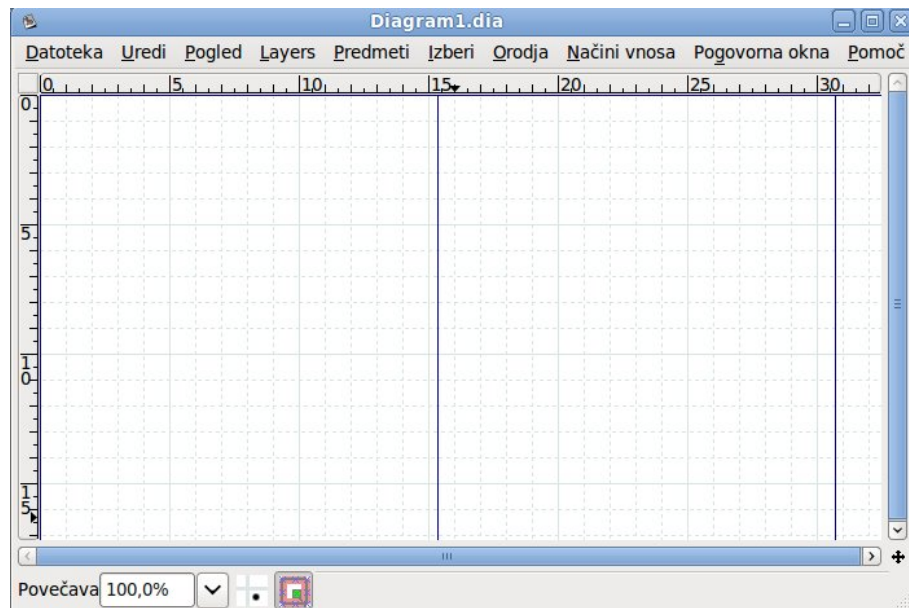 Diagram1.dia
Datoteka Uredi Pogled Layers Predmeti Izberi Orodja Načini vnosa Pogovorna okna Pomoč
0 5 10 15 20 25 30
0
5
10
15
Povečava 100,0%